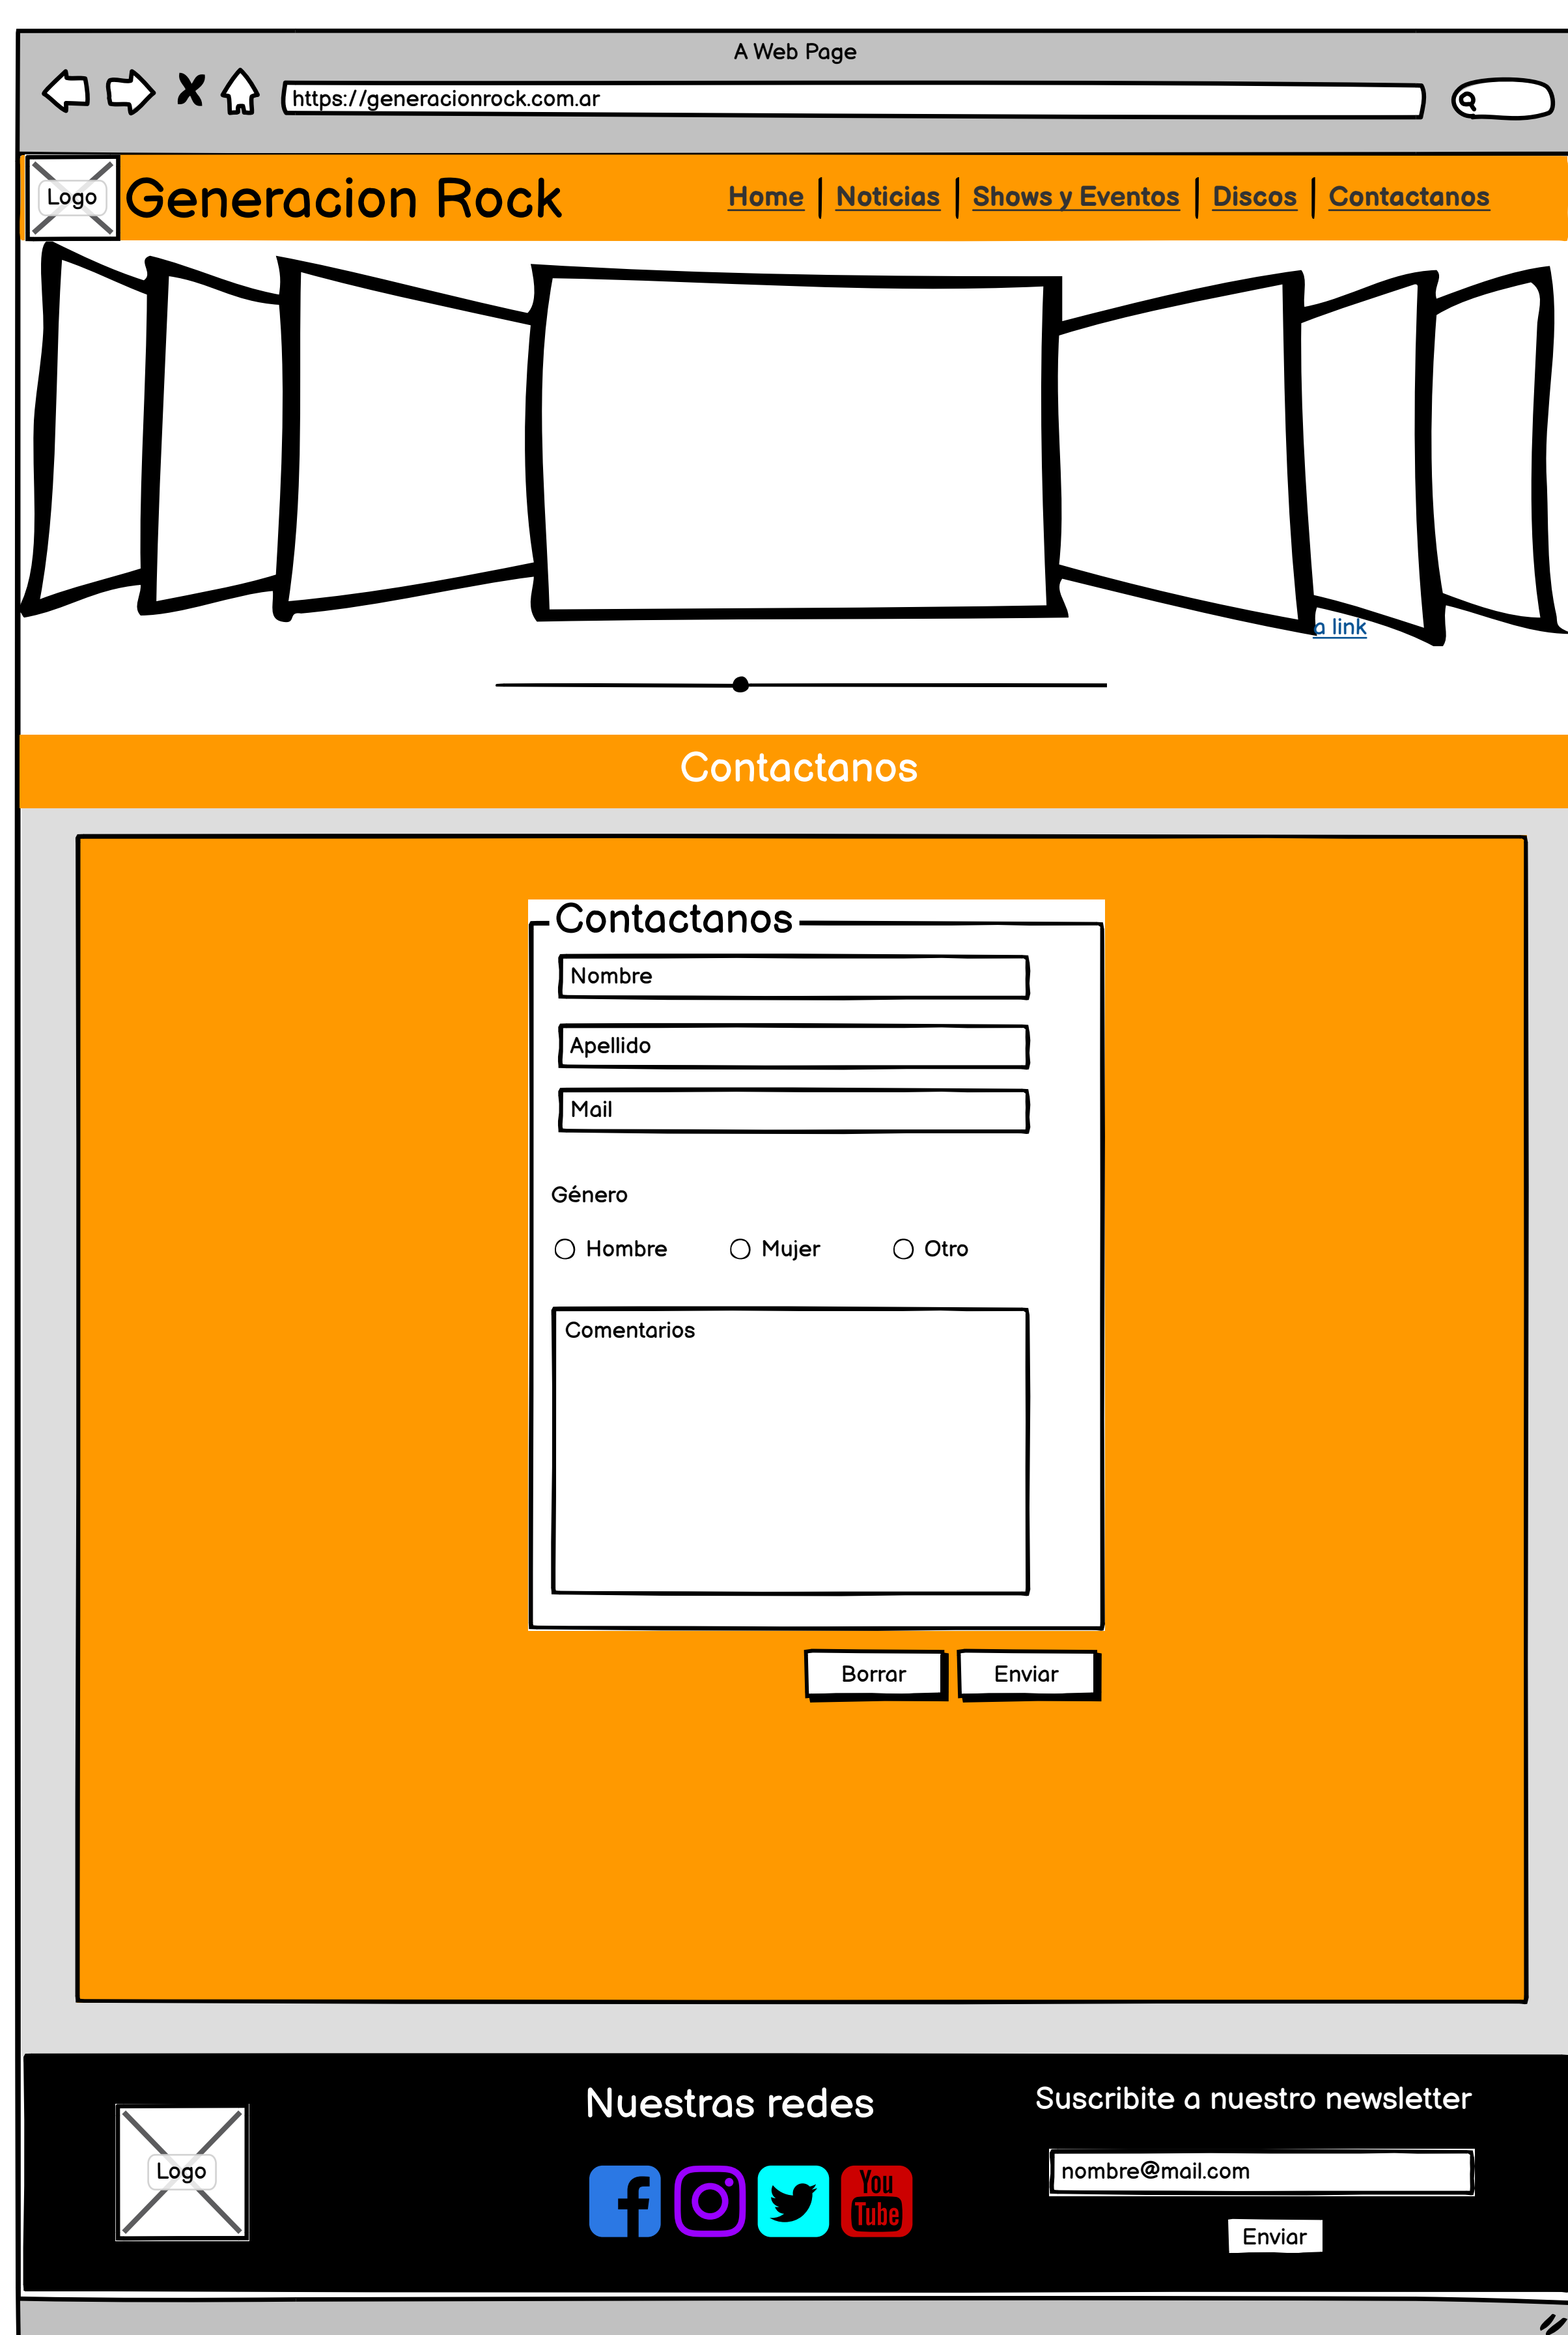 A Web Page
https://generacionrock.com.ar
Logo
Generacion Rock
Home | Noticias | Shows y Eventos | Discos | Contactanos
a link
Contactanos
Contactanos
Nombre
Apellido
Mail
Género
Hombre Mujer Otro
Comentarios
Borrar Enviar
Nuestras redes
Suscribite a nuestro newsletter
Logo
nombre@mail.com
You
Tube
Enviar